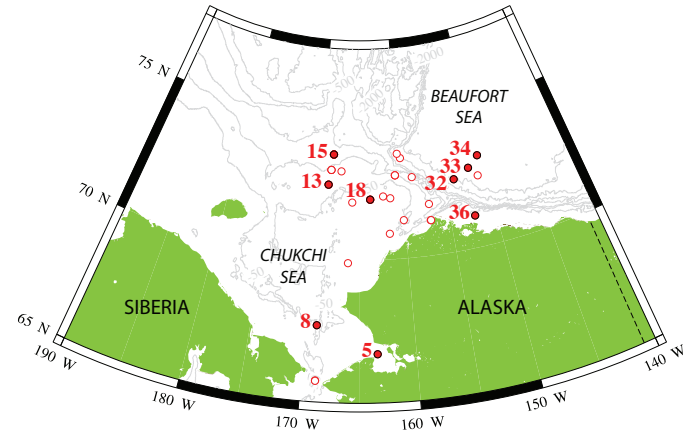 75 N
BEAUFORT
SEA
15
34
33
13
32
18
70 N
36
CHUKCHI
SEA
SIBERIA
ALASKA
8
65 N
5
190 W
140 W
180 W
150 W
170 W
160 W